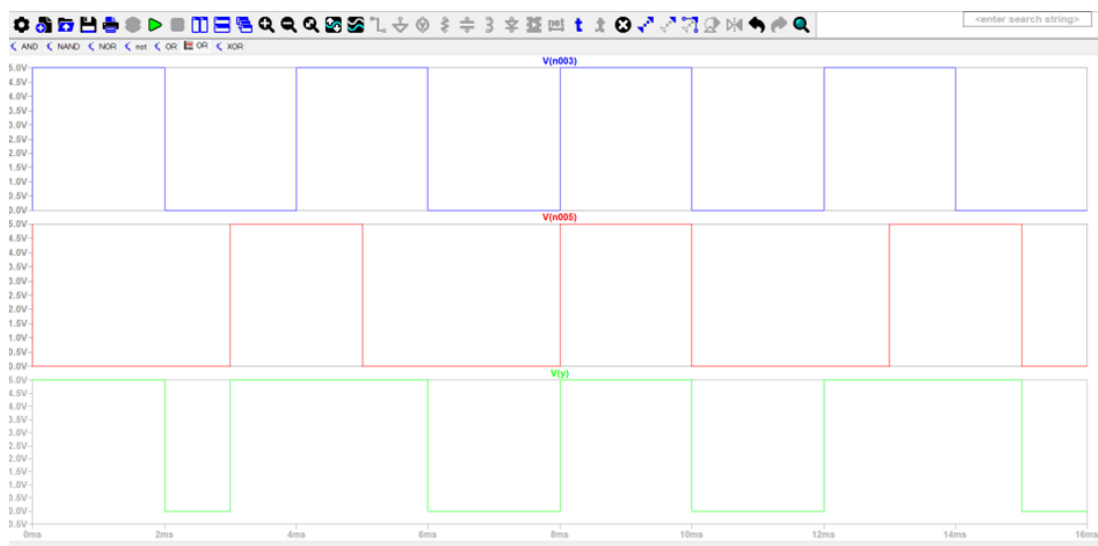 <enter search string>
AND NAND NOR not OR OR XOR
V(n003)
5.0V
4.5V
4.0V
3.5V
3.0V
2.5V
2.0V
1.5V
1.0V
0.5V
0.0V
V(n005)
5.0V
4.5V
4.0V
3.5V
3.0V
2.5V
2.0V
1.5V
1.0V
0.5V
0.0V
V(y)
5.0V
4.5V
4.0V
3.5V
3.0V
2.5V
2.0V
1.5V
1.0V
0.5V
0.0V
0.5V
0ms 2ms 4ms 6ms 8ms 10ms 12ms 14ms 16ms